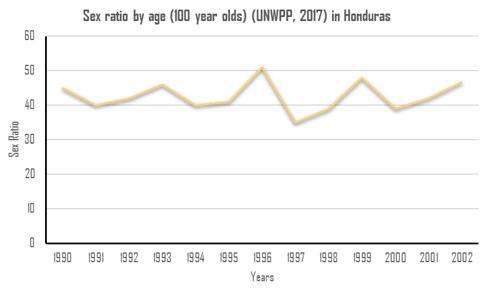 Sex ratio by age (100 year olds) (UNWPP, 2017) in Honduras
60
50
40
30
20
10
0
Sex Ratio
1990 1991 1992 1993 1994 1995 1996 1997 1998 1999 2000 2001 2002
Years